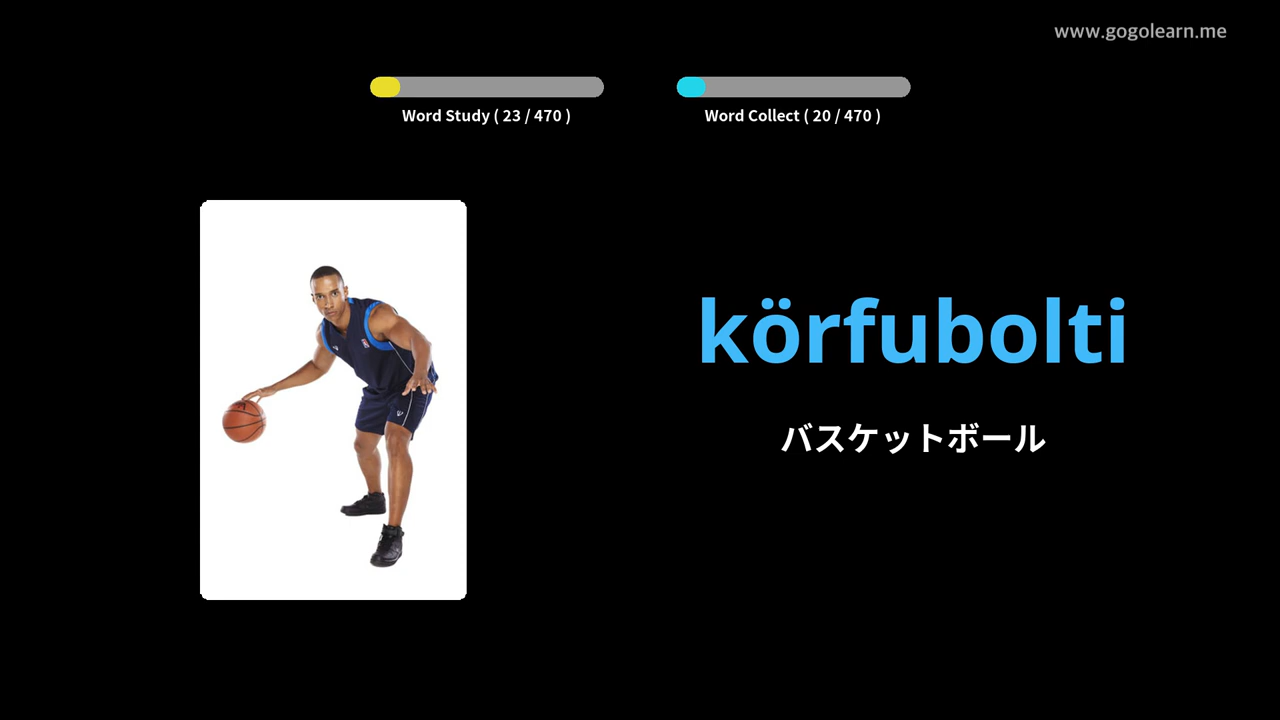 www.gogolearn.me
Word Study ( 23 / 470 )
Word Collect ( 20 / 470 )
körfubolti
バスケットボール